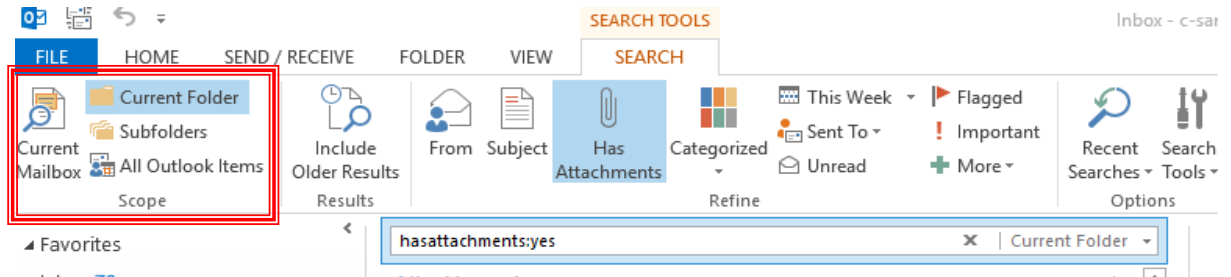 SEARCH TOOLS
Inbox - c-sar
FILE HOME SEND / RECEIVE FOLDER VIEW SEARCH
Current Mailbox
Current Folder
Subfolders
All Outlook Items
Scope
Include Older Results
Results
From
Subject
Has Attachments
Categorized
This Week
Sent To
Unread
Flagged
Important
More
Refine
Recent Searches
Search Tools
Options
Favorites
hasattachments:yes
Current Folder